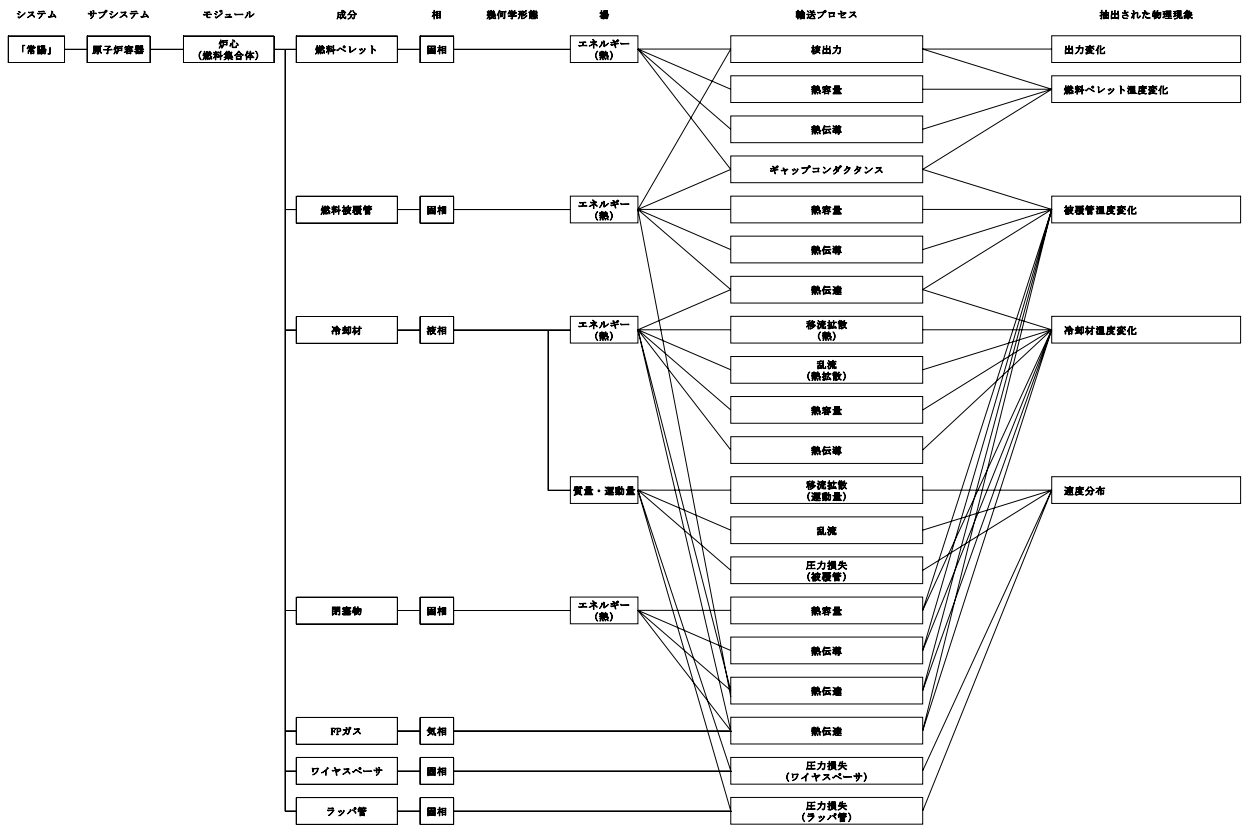 システム サブシステム モジュール 成分 相 幾何学形態 場 輸送プロセス 抽出された物理現象
「常陽」 原子炉容器 炉心
(燃料集合体)
燃料ペレット 固相 エネルギー
(熱)
核出力 出力変化
熱容量 燃料ペレット温度変化
熱伝導
ギャップコンダクタンス
燃料被覆管 固相 エネルギー
(熱)
熱容量 被覆管温度変化
熱伝導
熱伝達
冷却材 液相 エネルギー
(熱)
移流拡散
(熱)
冷却材温度変化
乱流
(熱拡散)
熱容量
熱伝導
質量・運動量 移流拡散
(運動量)
速度分布
乱流
圧力損失
(被覆管)
閉塞物 固相 エネルギー
(熱)
熱容量
熱伝導
熱伝達
FPガス 気相 熱伝達
ワイヤスペーサ 固相 圧力損失
(ワイヤスペーサ)
ラッパ管 固相 圧力損失
(ラッパ管)